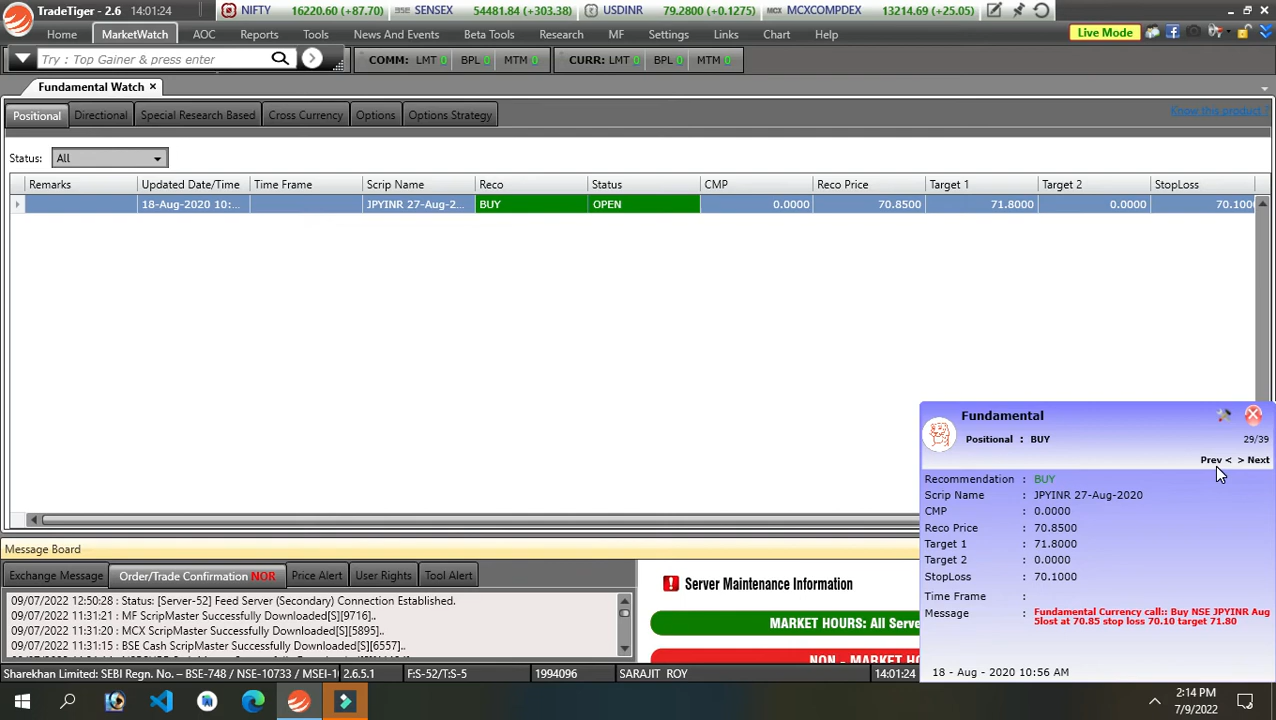 TradeTiger - 2.6 14:01:24 NIFTY 16220.60 (+87.70) SENSEX 54481.84 (+303.38) USDINR 79.2800 (+0.1275) MCX MCXCOMPDEX 13214.69 (+25.05)
Home MarketWatch AOC Reports Tools News And Events Beta Tools Research MF Settings Links Chart Help Live Mode
Try : Top Gainer & press enter COMM: LMT 0 BPL 0 MTM 0 CURR: LMT 0 BPL 0 MTM 0
Fundamental Watch ×
Positional Directional Special Research Based Cross Currency Options Options Strategy Know this product
Status: All
Remarks Updated Date/Time Time Frame Scrip Name Reco Status CMP Reco Price Target 1 Target 2 StopLoss
18-Aug-2020 10:... JPYINR 27-Aug-2... BUY OPEN 0.0000 70.8500 71.8000 0.0000 70.1000
Fundamental
Positional : BUY 29/39
Prev < > Next
Recommendation : BUY
Scrip Name : JPYINR 27-Aug-2020
CMP : 0.0000
Reco Price : 70.8500
Target 1 : 71.8000
Target 2 : 0.0000
StopLoss : 70.1000
Time Frame :
Message : Fundamental Currency call:: Buy NSE JPYINR Aug
5lost at 70.85 stop loss 70.10 target 71.80
18 - Aug - 2020 10:56 AM
Message Board
Exchange Message Order/Trade Confirmation NOR Price Alert User Rights Tool Alert
09/07/2022 12:50:28 : Status: [Server-52] Feed Server (Secondary) Connection Established.
09/07/2022 11:31:21 : MF ScripMaster Successfully Downloaded[S][9716]..
09/07/2022 11:31:20 : MCX ScripMaster Successfully Downloaded[S][5895]..
09/07/2022 11:31:15 : BSE Cash ScripMaster Successfully Downloaded[S][6557]..
Server Maintenance Information
MARKET HOURS: All Serve
NON - MARKET HO
Sharekhan Limited: SEBI Regn. No. – BSE-748 / NSE-10733 / MSEI-1 2.6.5.1 F:S-52/T:S-5 1994096 SARAJIT ROY 14:01:24
2:14 PM
7/9/2022